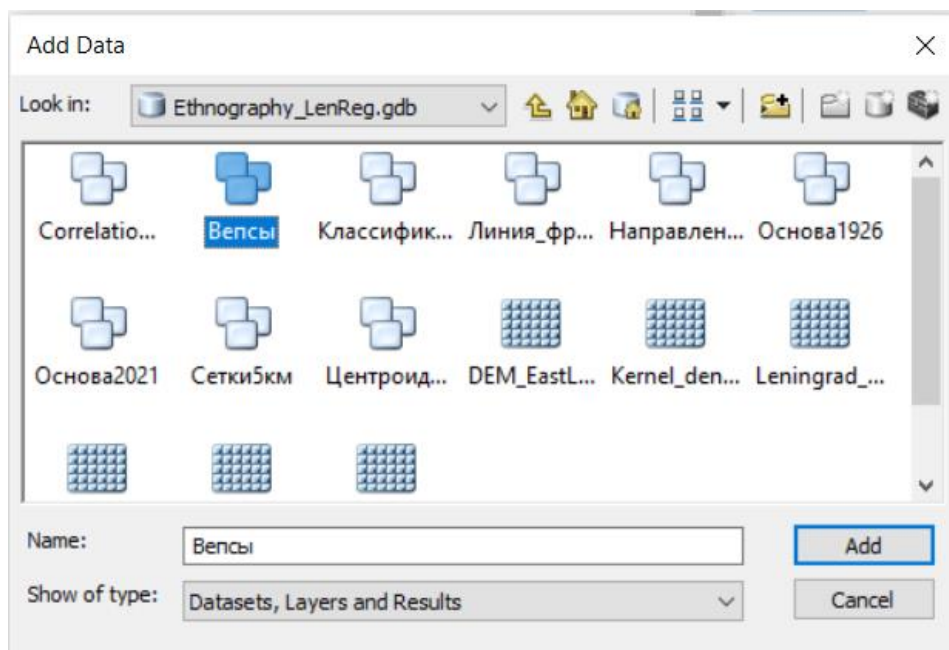 Add Data
Look in: Ethnography_LenReg.gdb
Correlatio... Вепсы Классифик... Линия_фр... Направлен... Основа1926
Основа2021 Сетки5км Центроид... DEM_EastL... Kernel_den... Leningrad_...
Name: Вепсы Add
Show of type: Datasets, Layers and Results Cancel